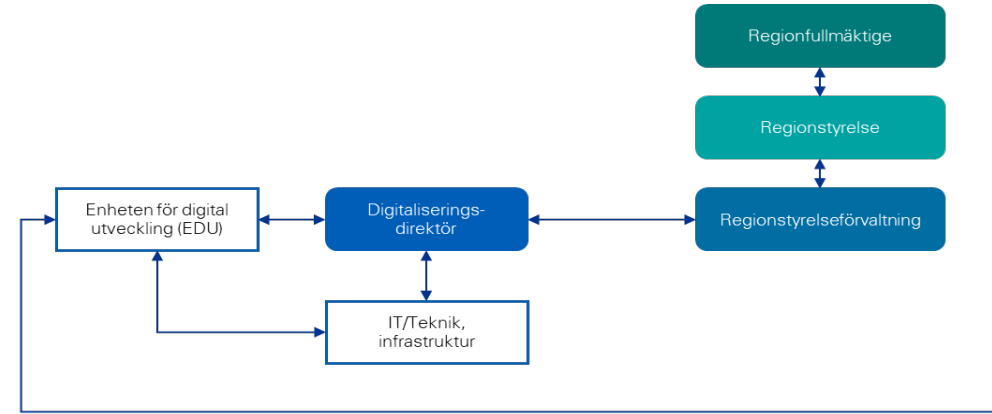 Regionfullmäktige
Regionstyrelse
Enheten för digital
utveckling (EDU)
Digitaliserings-
direktör
Regionstyrelseförvaltning
IT/Teknik,
infrastruktur